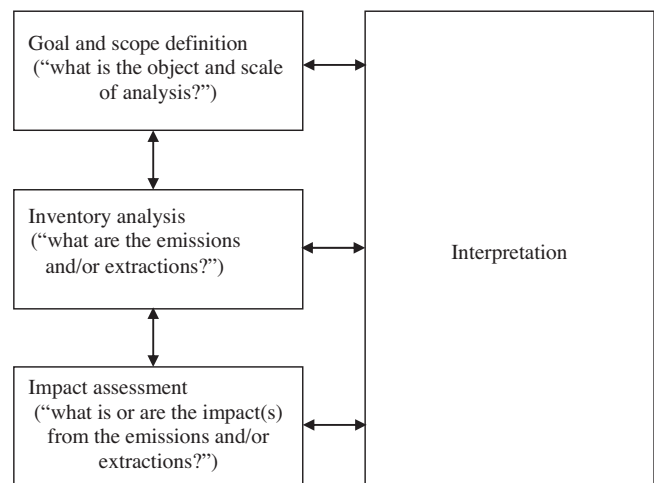 Goal and scope definition
(“what is the object and scale
of analysis?”)
Inventory analysis
(“what are the emissions
and/or extractions?”)
Interpretation
Impact assessment
(“what is or are the impact(s)
from the emissions and/or
extractions?”)